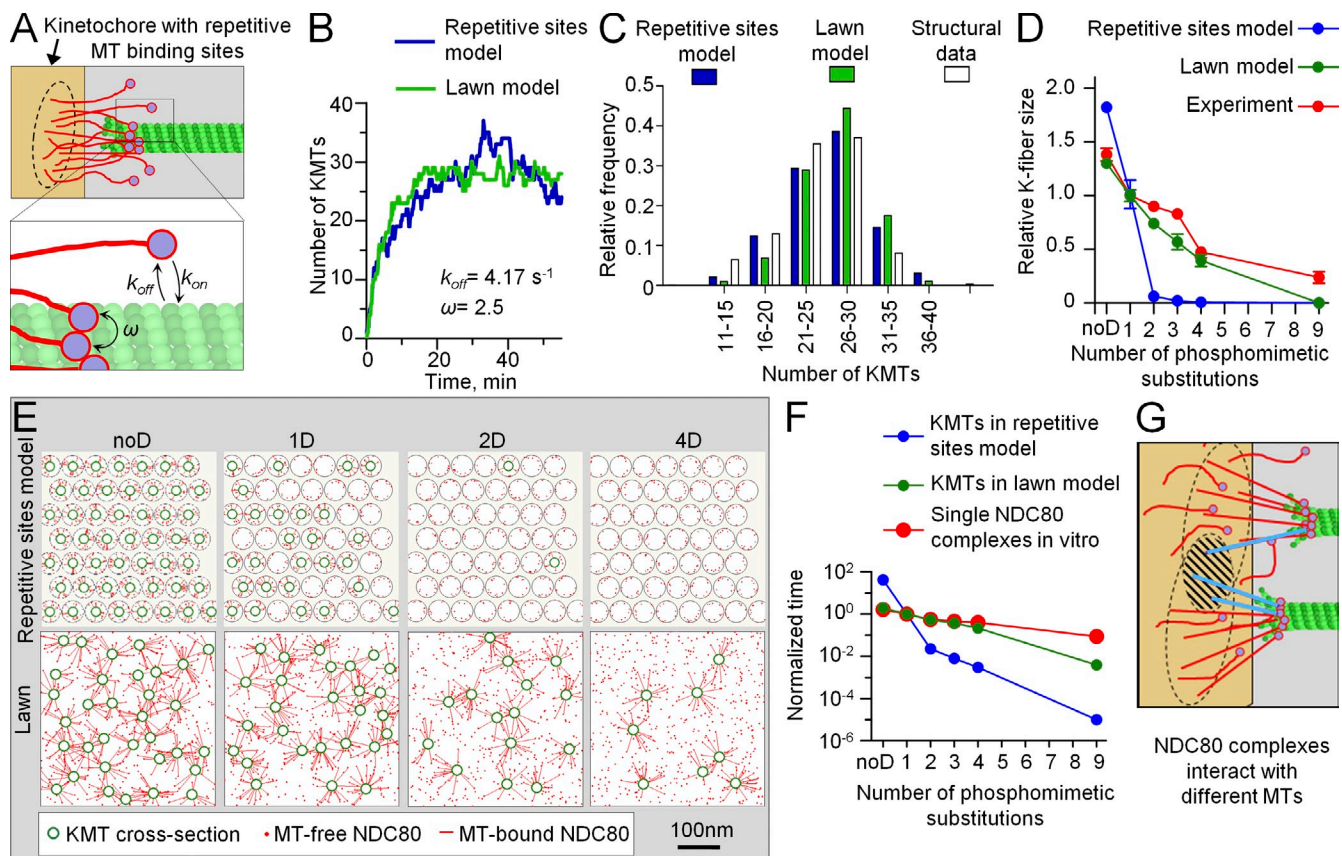 A
Kinetochore with repetitive
MT binding sites
koff
kon
ω
B
Repetitive sites
model
Lawn model
Number of KMTs
40
30
20
10
0
koff= 4.17 s-1
ω= 2.5
0
20
40
Time, min
C
Repetitive sites
model
Lawn
model
Structural
data
Relative frequency
0.5
0.4
0.3
0.2
0.1
0
11-15
16-20
21-25
26-30
31-35
36-40
Number of KMTs
D
Repetitive sites model
Lawn model
Experiment
Relative K-fiber size
2.0
1.5
1.0
0.5
0
noD 1 2 3 4 5 6 7 8 9
Number of phosphomimetic
substitutions
E
noD
1D
2D
4D
Repetitive sites model
Lawn
KMT cross-section
MT-free NDC80
MT-bound NDC80
100nm
F
KMTs in repetitive
sites model
KMTs in lawn model
Single NDC80
complexes in vitro
Normalized time
102
100
10-2
10-4
10-6
noD 1 2 3 4 5 6 7 8 9
Number of phosphomimetic
substitutions
G
NDC80 complexes
interact with
different MTs